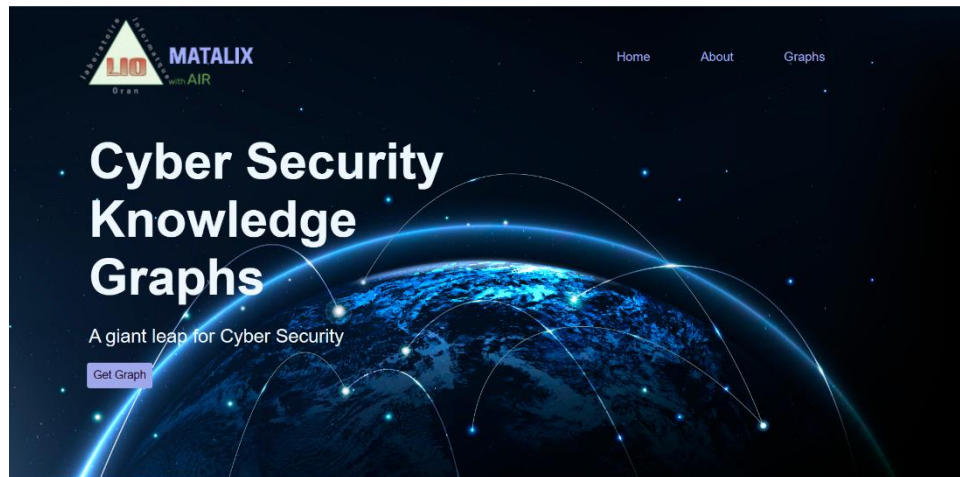 laboratoire informatique
LIO
Oran
MATALIX
with AIR
Home
About
Graphs
Cyber Security
Knowledge
Graphs
A giant leap for Cyber Security
Get Graph